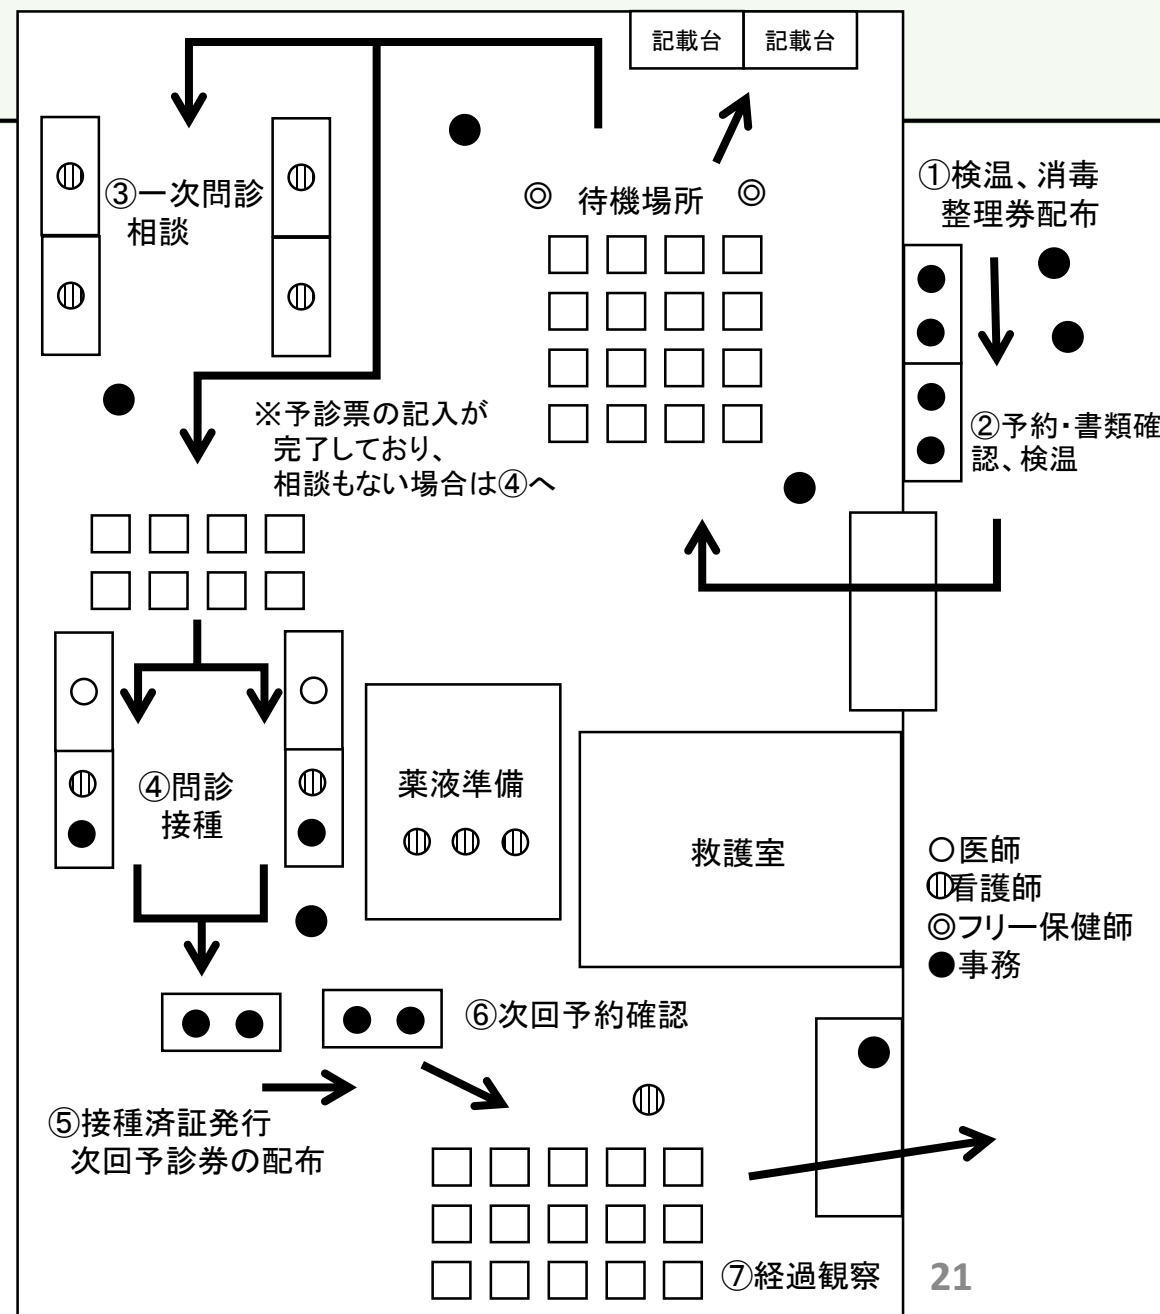 記載台
記載台
待機場所
①検温、消毒
整理券配布
②予約・書類確
認、検温
③一次問診
相談
※予診票の記入が
完了しており、
相談もない場合は④へ
④問診
接種
薬液準備
救護室
○医師
看護師
◎フリー保健師
●事務
⑥次回予約確認
⑤接種済証発行
次回予診券の配布
⑦経過観察
21